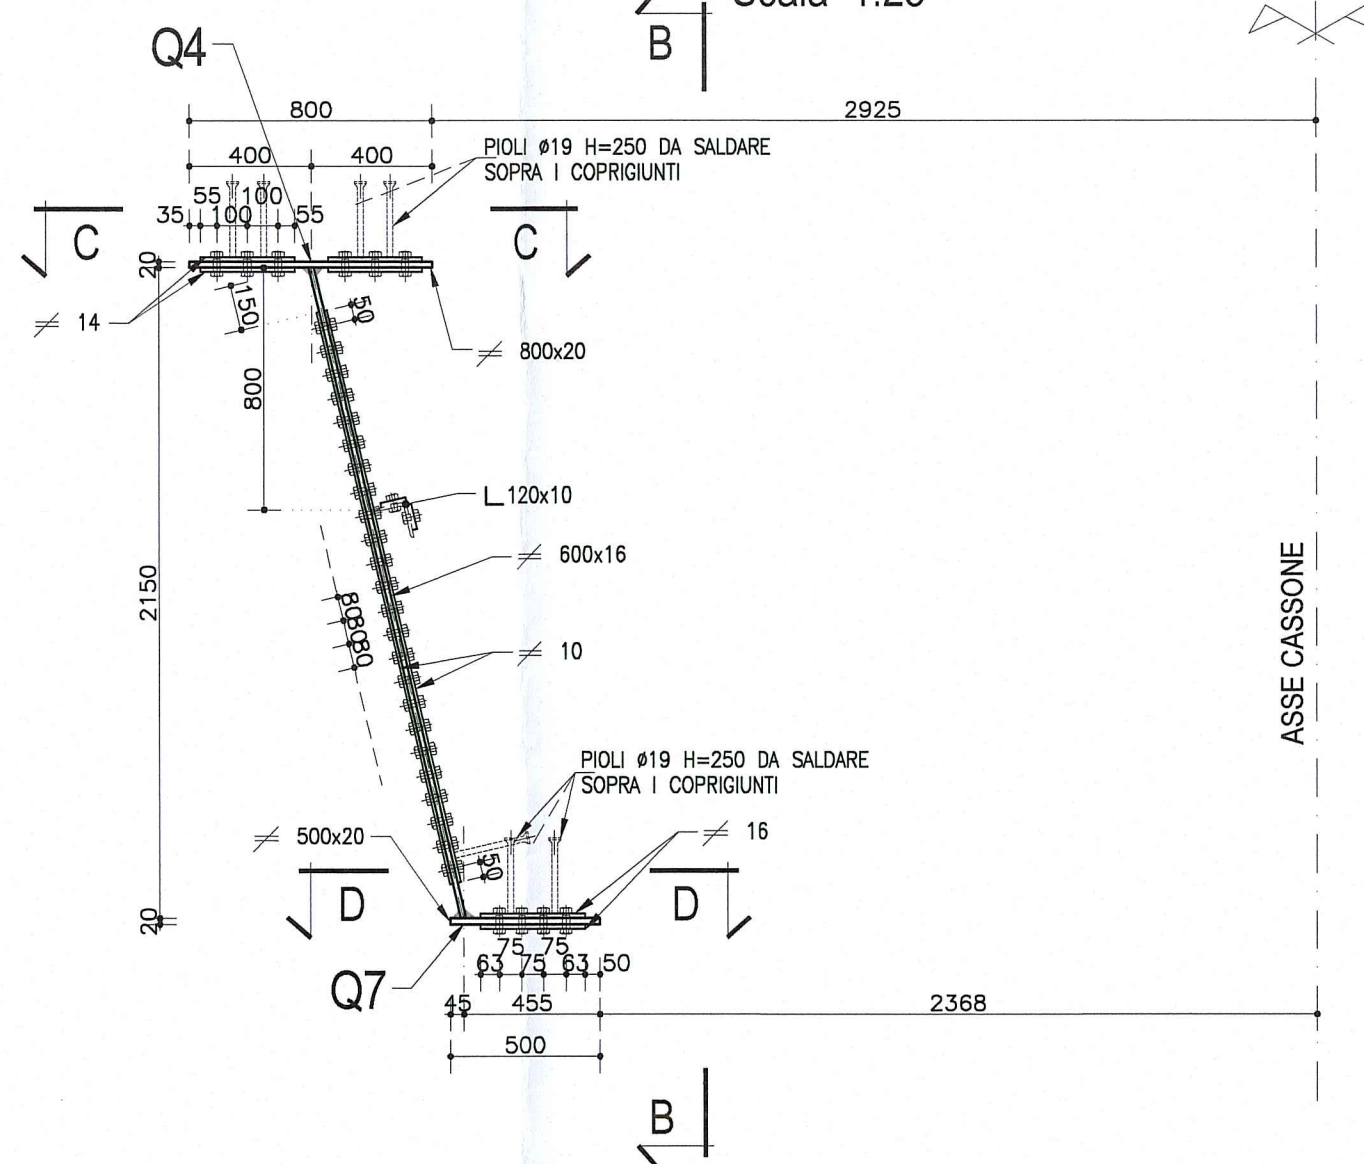 Scala 1:25
B
Q4
800
2925
400
400
PIOLI ø19 H=250 DA SALDARE
SOPRA I COPRIGIUNTI
55
100
35
100
55
C
C
20
14
150
50
800x20
800
L 120x10
600x16
2150
80
80
80
10
ASSE CASSONE
PIOLI ø19 H=250 DA SALDARE
SOPRA I COPRIGIUNTI
500x20
16
50
D
D
20
75
75
63
75
63
50
Q7
45
455
2368
500
B